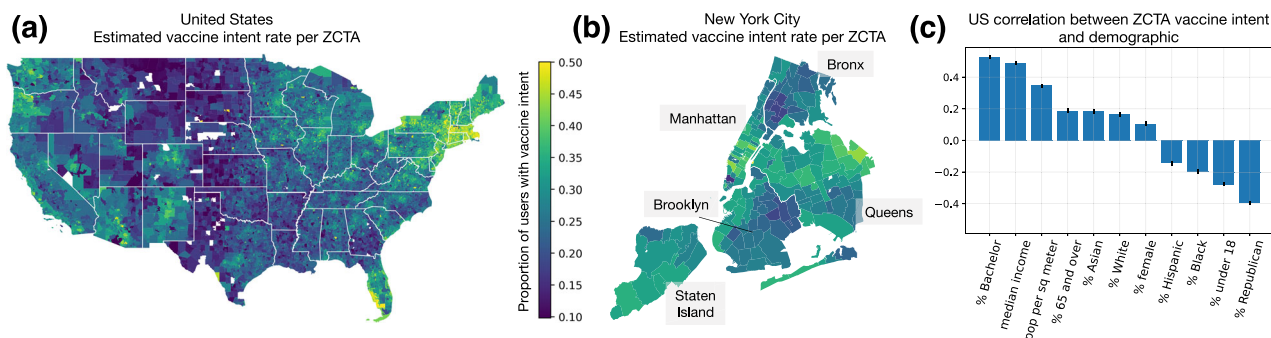 (a)
United States
Estimated vaccine intent rate per ZCTA
Proportion of users with vaccine intent
0.50
0.45
0.40
0.35
0.30
0.25
0.20
0.15
0.10
(b)
New York City
Estimated vaccine intent rate per ZCTA
Bronx
Manhattan
Brooklyn
Queens
Staten
Island
(c)
US correlation between ZCTA vaccine intent
and demographic
0.4
0.2
0.0
−0.2
−0.4
% Bachelor
median income
pop per sq meter
% 65 and over
% Asian
% White
% female
% Hispanic
% Black
% under 18
% Republican